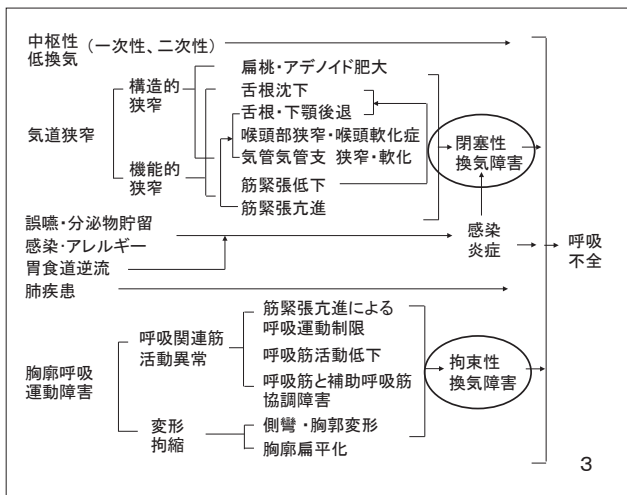 中枢性
低換気
(一次性、二次性)
気道狭窄
構造的
狭窄
機能的
狭窄
扁桃・アデノイド肥大
舌根沈下
舌根・下顎後退
喉頭部狭窄・喉頭軟化症
気管気管支 狭窄・軟化
筋緊張低下
筋緊張亢進
閉塞性
換気障害
誤嚥・分泌物貯留
感染・アレルギー
胃食道逆流
感染
炎症
呼吸
不全
肺疾患
胸廓呼吸
運動障害
呼吸関連筋
活動異常
筋緊張亢進による
呼吸運動制限
呼吸筋活動低下
呼吸筋と補助呼吸筋
協調障害
変形
拘縮
側彎・胸郭変形
胸廓扁平化
拘束性
換気障害
3